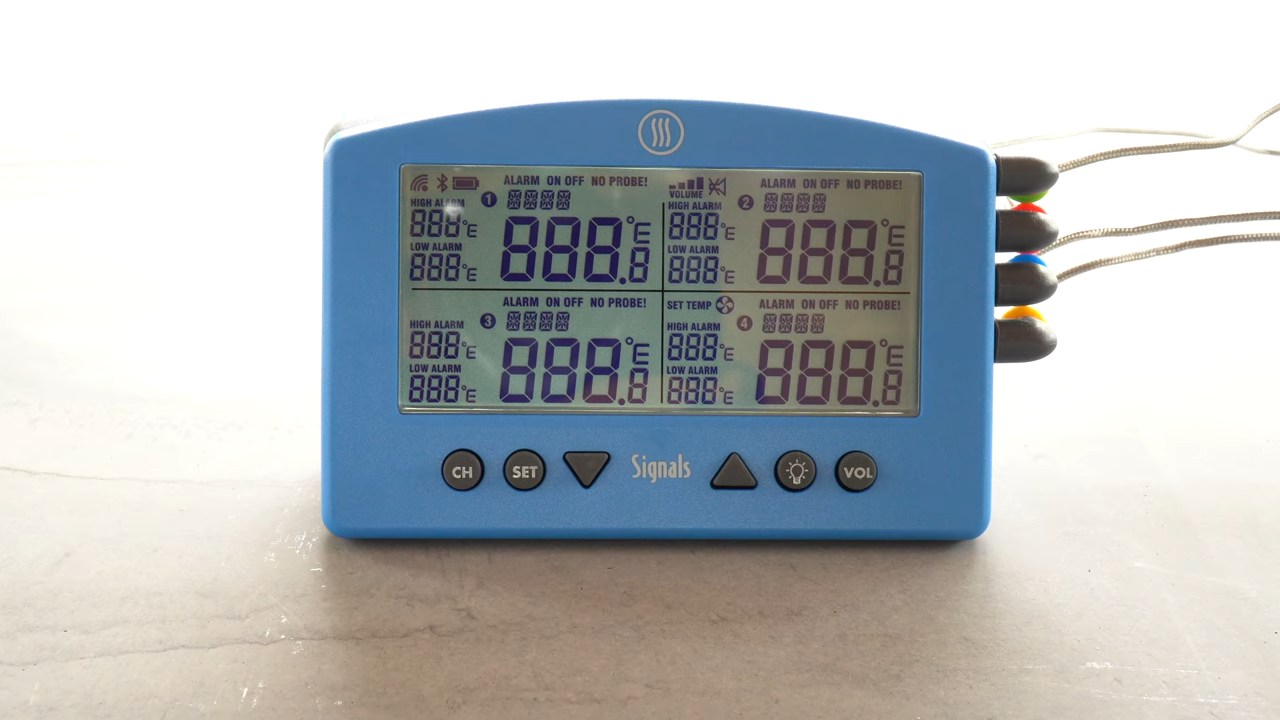 ALARM ON OFF NO PROBE!
1
HIGH ALARM
888°E
LOW ALARM
888°E
888.8°E
VOLUME
ALARM ON OFF NO PROBE!
2
HIGH ALARM
888°E
LOW ALARM
888°E
888.8°E
ALARM ON OFF NO PROBE!
3
HIGH ALARM
888°E
LOW ALARM
888°E
888.8°E
SET TEMP
ALARM ON OFF NO PROBE!
4
HIGH ALARM
888°E
LOW ALARM
888°E
888.8°E
CH SET Signals VOL